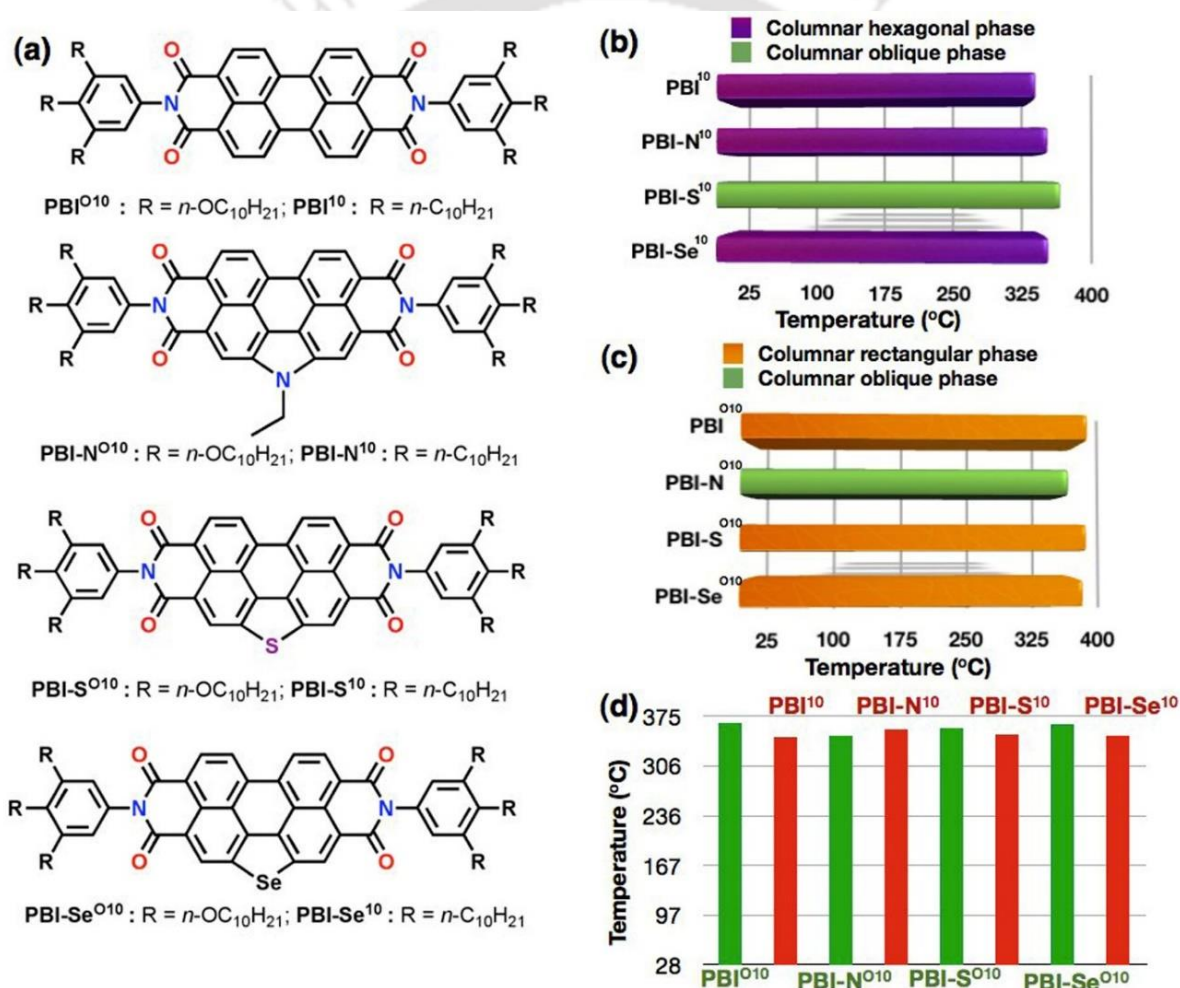 (a)
R
R
R
O
O
N
O
O
N
R
R
R
PBI^O10 : R = n-OC10H21; PBI^10 : R = n-C10H21
R
R
R
O
O
N
O
O
N
R
R
R
N
PBI-N^O10 : R = n-OC10H21; PBI-N^10 : R = n-C10H21
R
R
R
O
O
N
O
O
N
R
R
R
S
PBI-S^O10 : R = n-OC10H21; PBI-S^10 : R = n-C10H21
R
R
R
O
O
N
O
O
N
R
R
R
Se
PBI-Se^O10 : R = n-OC10H21; PBI-Se^10 : R = n-C10H21
(b)
Columnar hexagonal phase
Columnar oblique phase
PBI^10
PBI-N^10
PBI-S^10
PBI-Se^10
25 100 175 250 325 400
Temperature (°C)
(c)
Columnar rectangular phase
Columnar oblique phase
PBI^O10
PBI-N^O10
PBI-S^O10
PBI-Se^O10
25 100 175 250 325 400
Temperature (°C)
(d)
PBI^10 PBI-N^10 PBI-S^10 PBI-Se^10
Temperature (°C)
375
306
236
167
97
28
PBI^O10 PBI-N^O10 PBI-S^O10 PBI-Se^O10